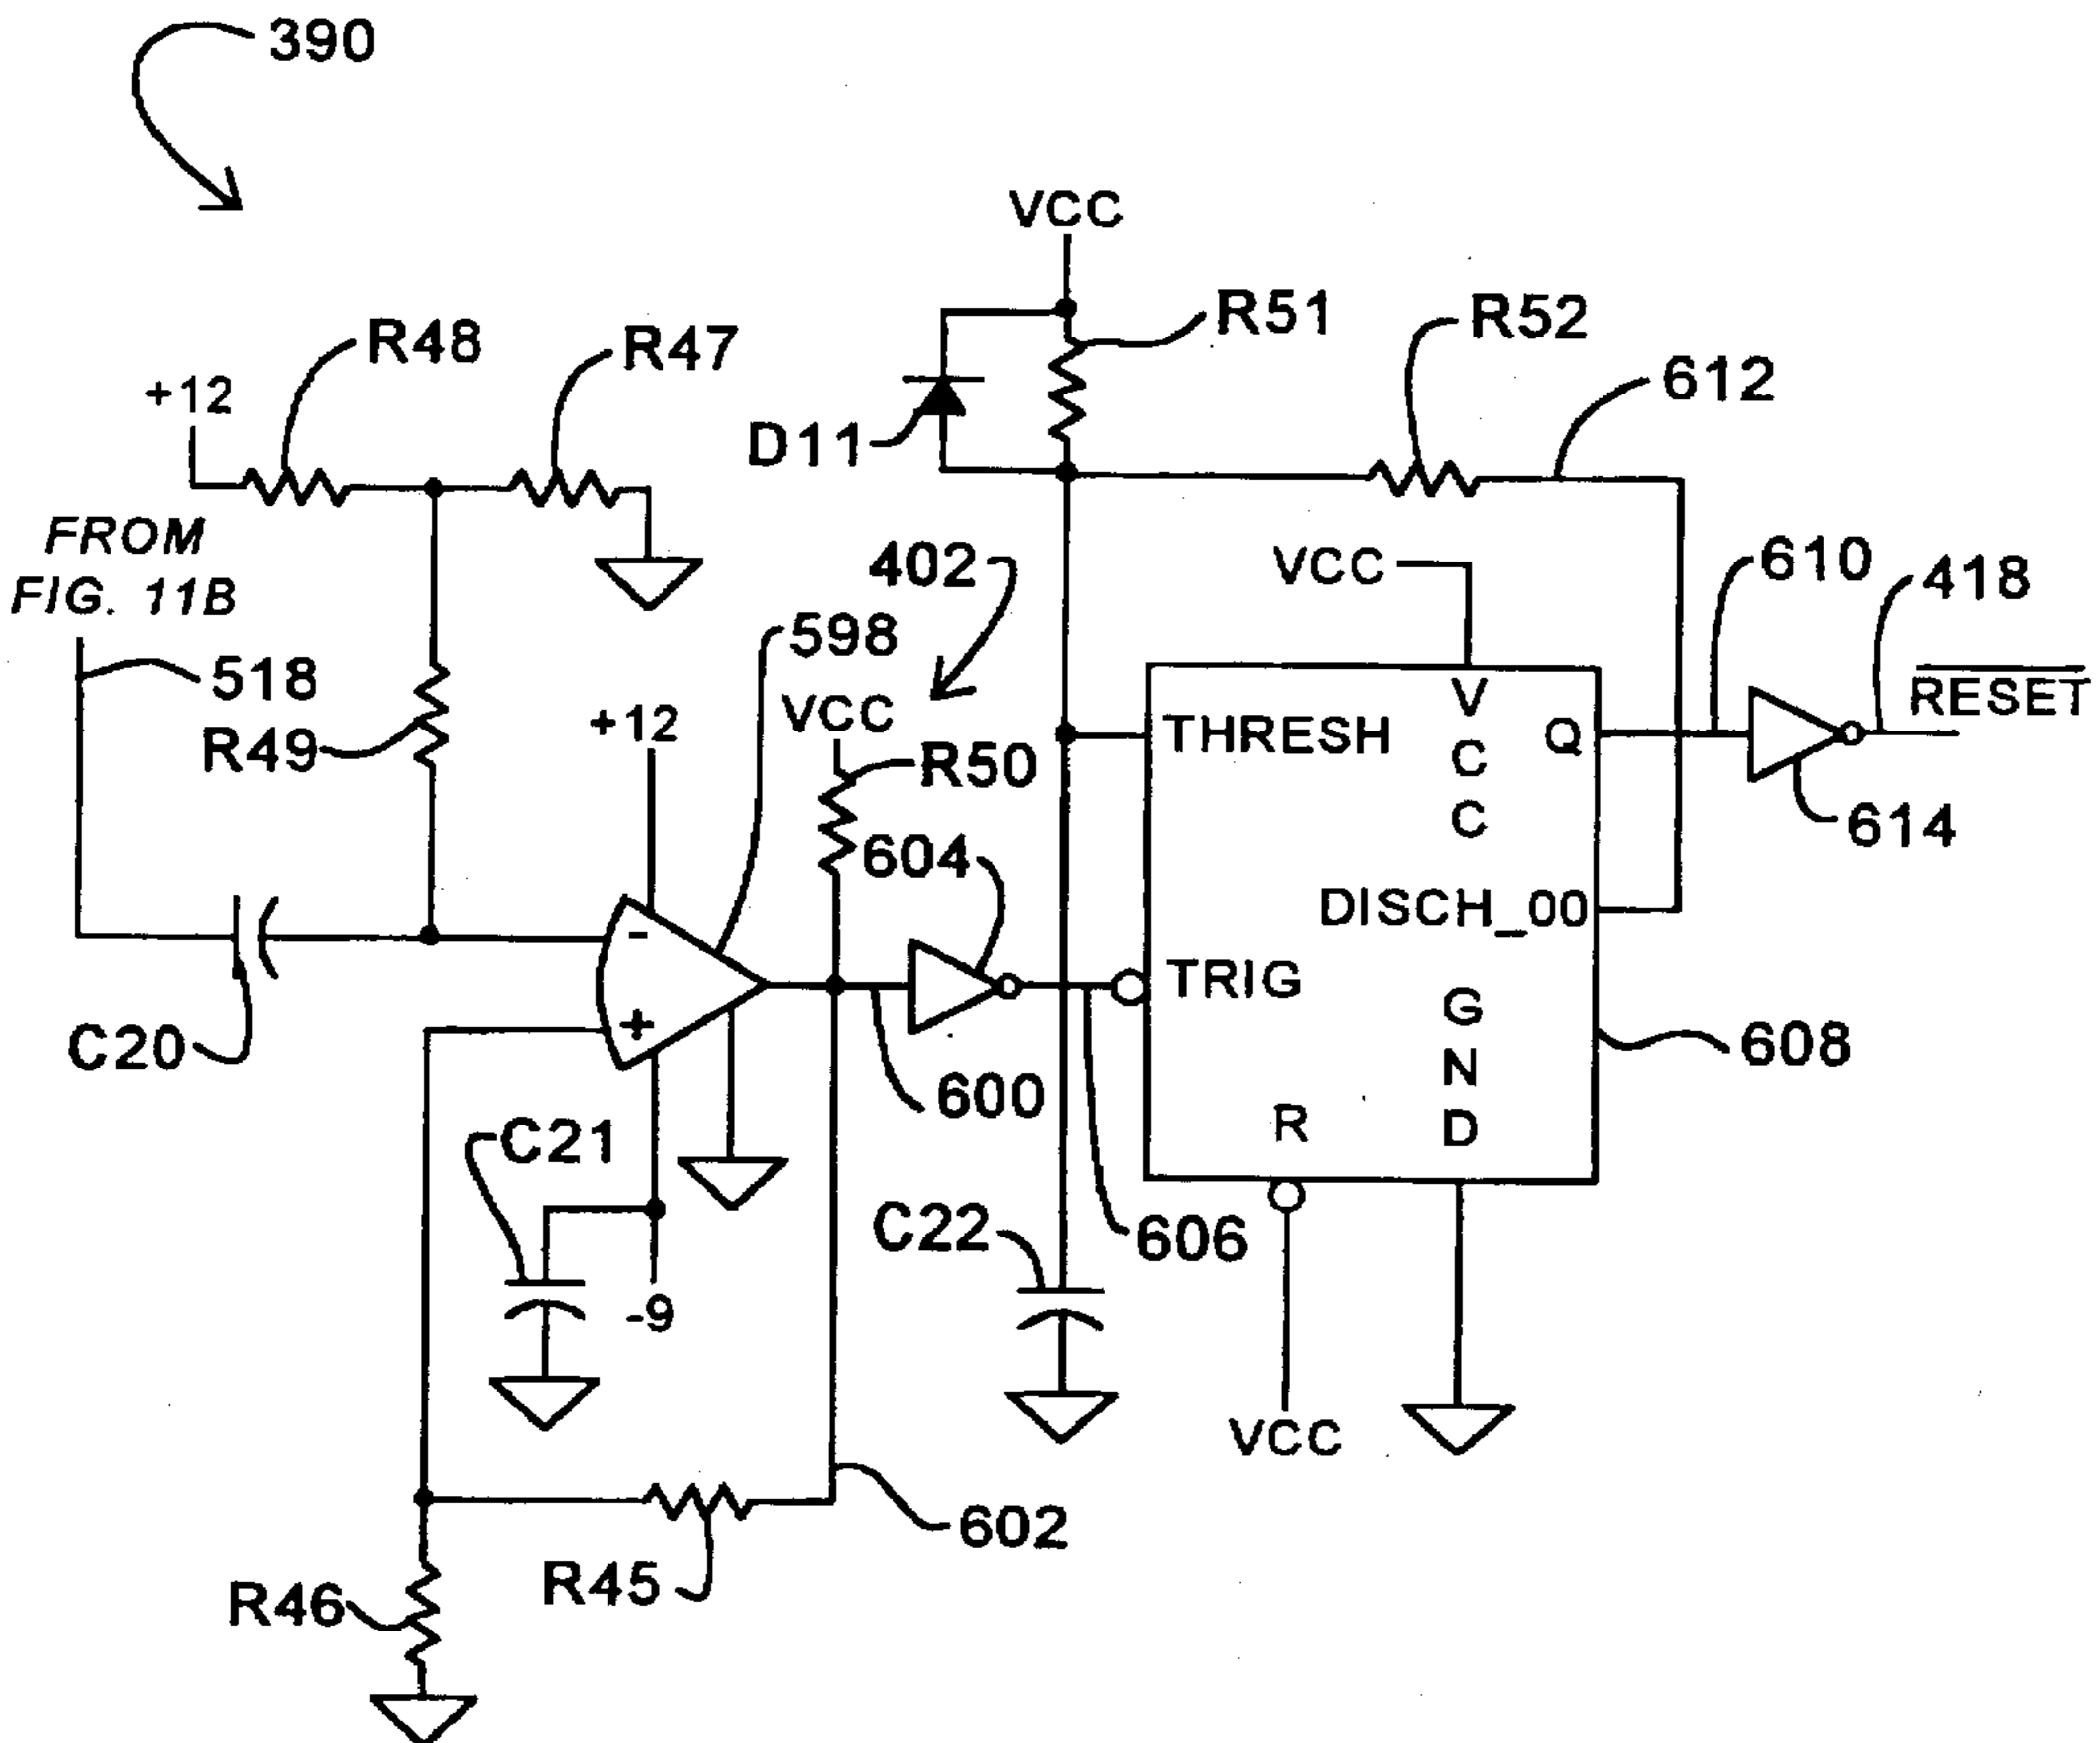 390
VCC
R51
R52
R48
R47
612
+12
D11
FROM
FIG. 11B
402
VCC
610
418
598
518
R49
+12
VCC
R50
THRESH
V
C
C
Q
RESET
604
614
DISCH_00
-
TRIG
+
G
N
D
C20
600
608
R
C21
C22
606
-9
VCC
602
R45
R46